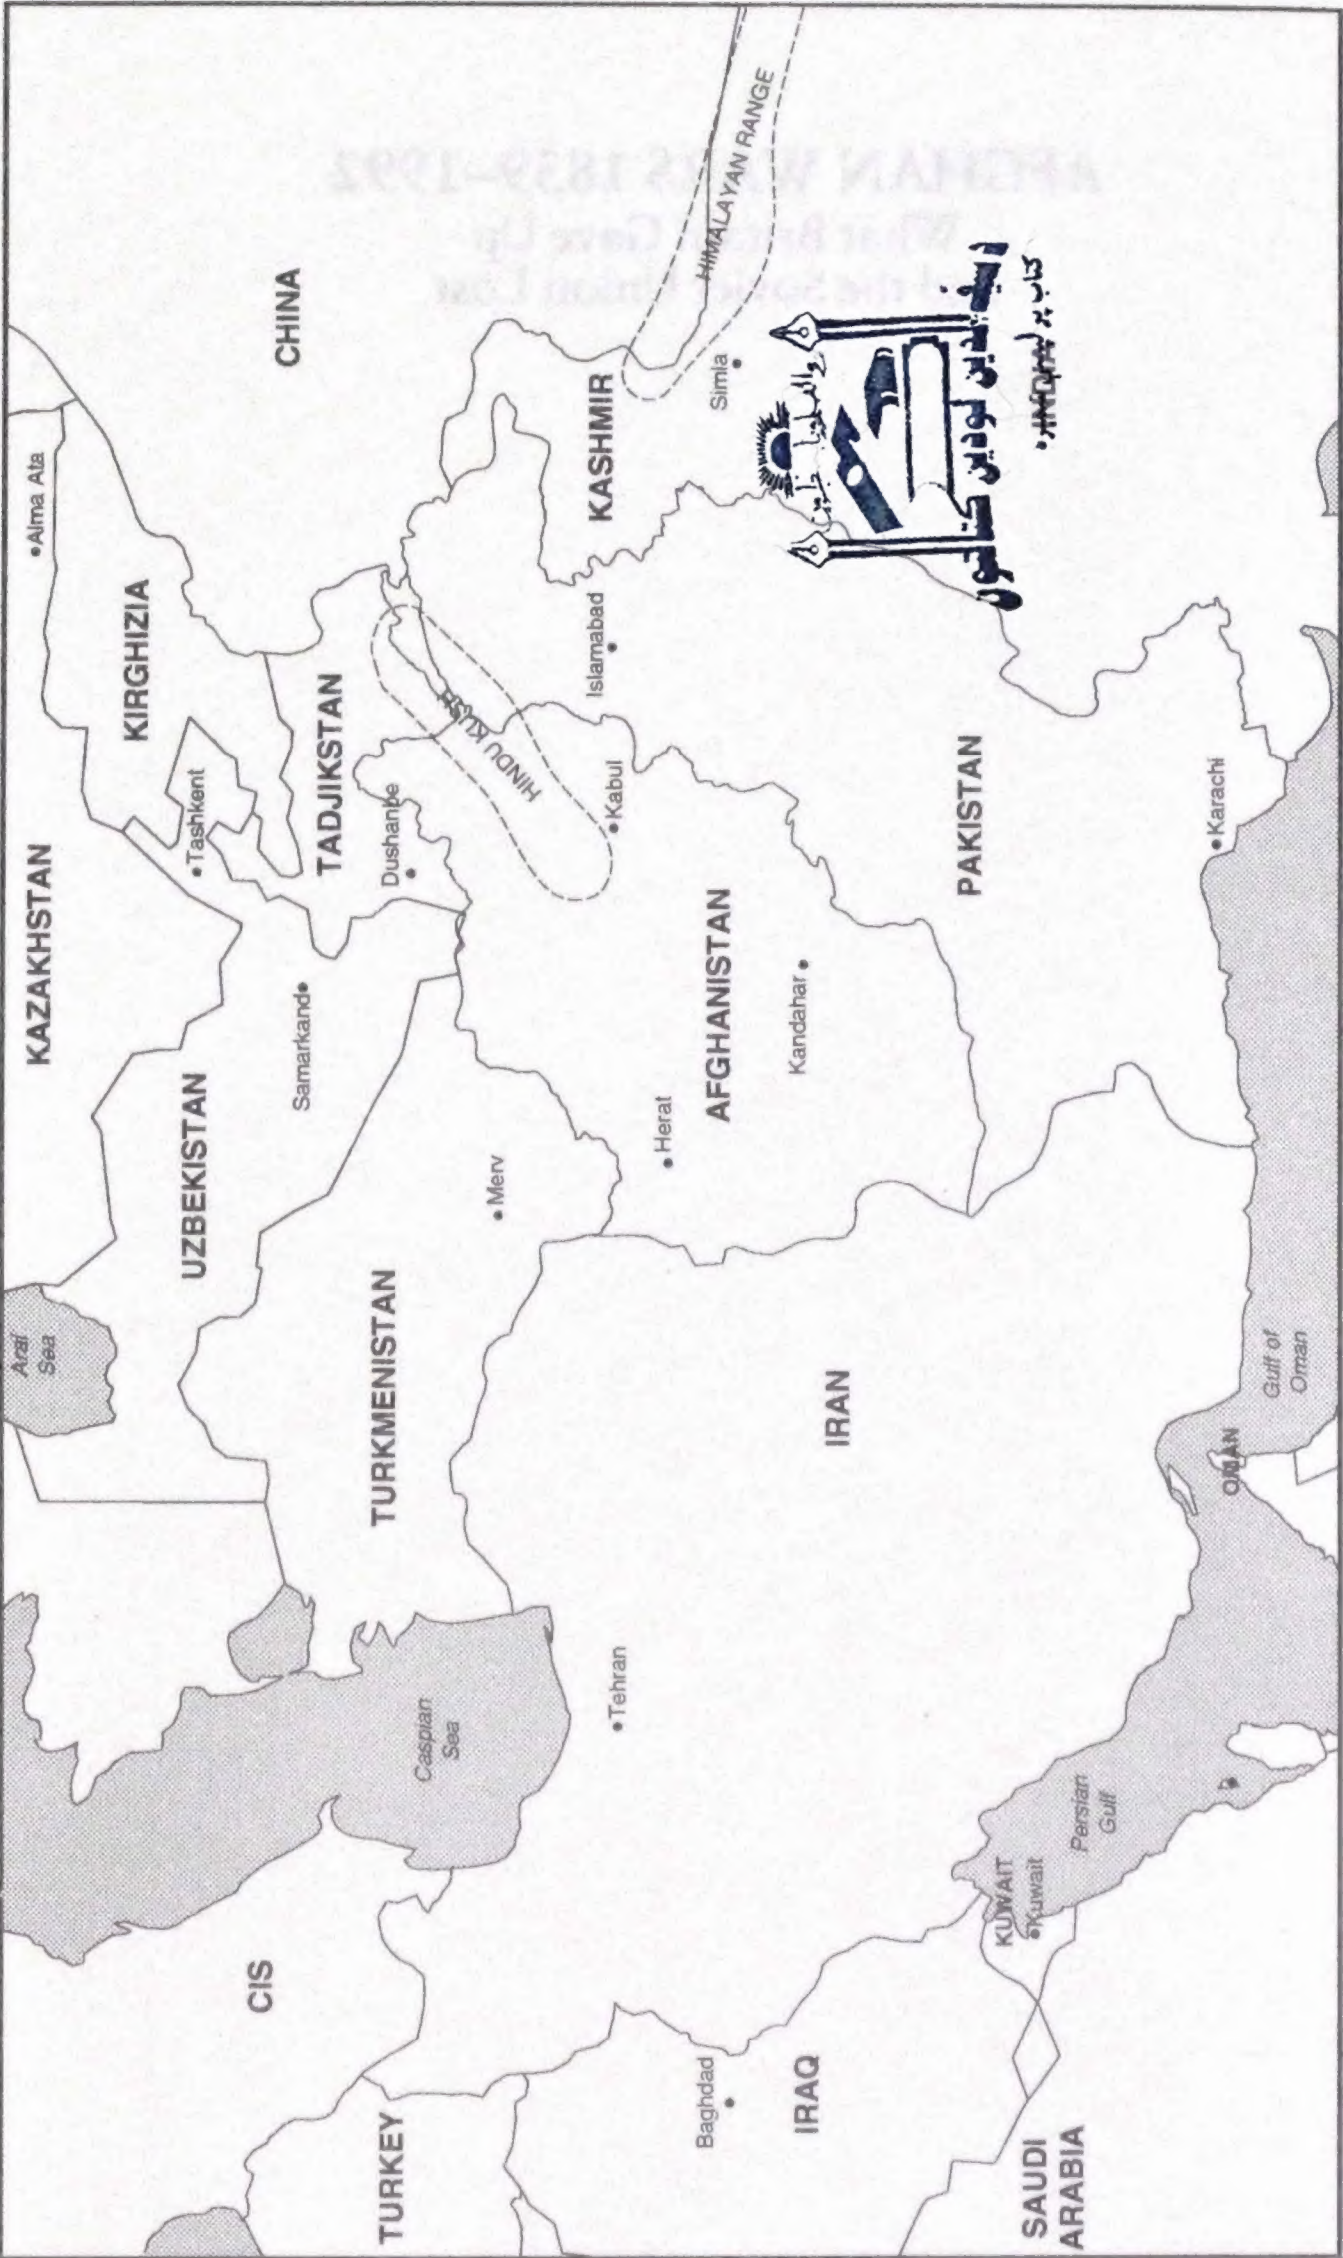 Aral
Sea
KAZAKHSTAN
•Alma Ata
KIRGHIZIA
•Tashkent
UZBEKISTAN
CIS
Samarkand•
CHINA
TADJIKSTAN
Dushanbe
TURKEY
TURKMENISTAN
Caspian
Sea
•Merv
HINDU KUSH
KASHMIR
Islamabad
•Tehran
•Kabul
•Herat
HIMALAYAN RANGE
Simla
Baghdad
AFGHANISTAN
Kandahar•
IRAQ
IRAN
PAKISTAN
INDIA
KUWAIT
•Kuwait
SAUDI
ARABIA
Persian
Gulf
OMAN
•Karachi
Gulf of
Oman
AFGHAN WARS 1839–1992
What Britain Gave Up
and the Soviet Union Lost